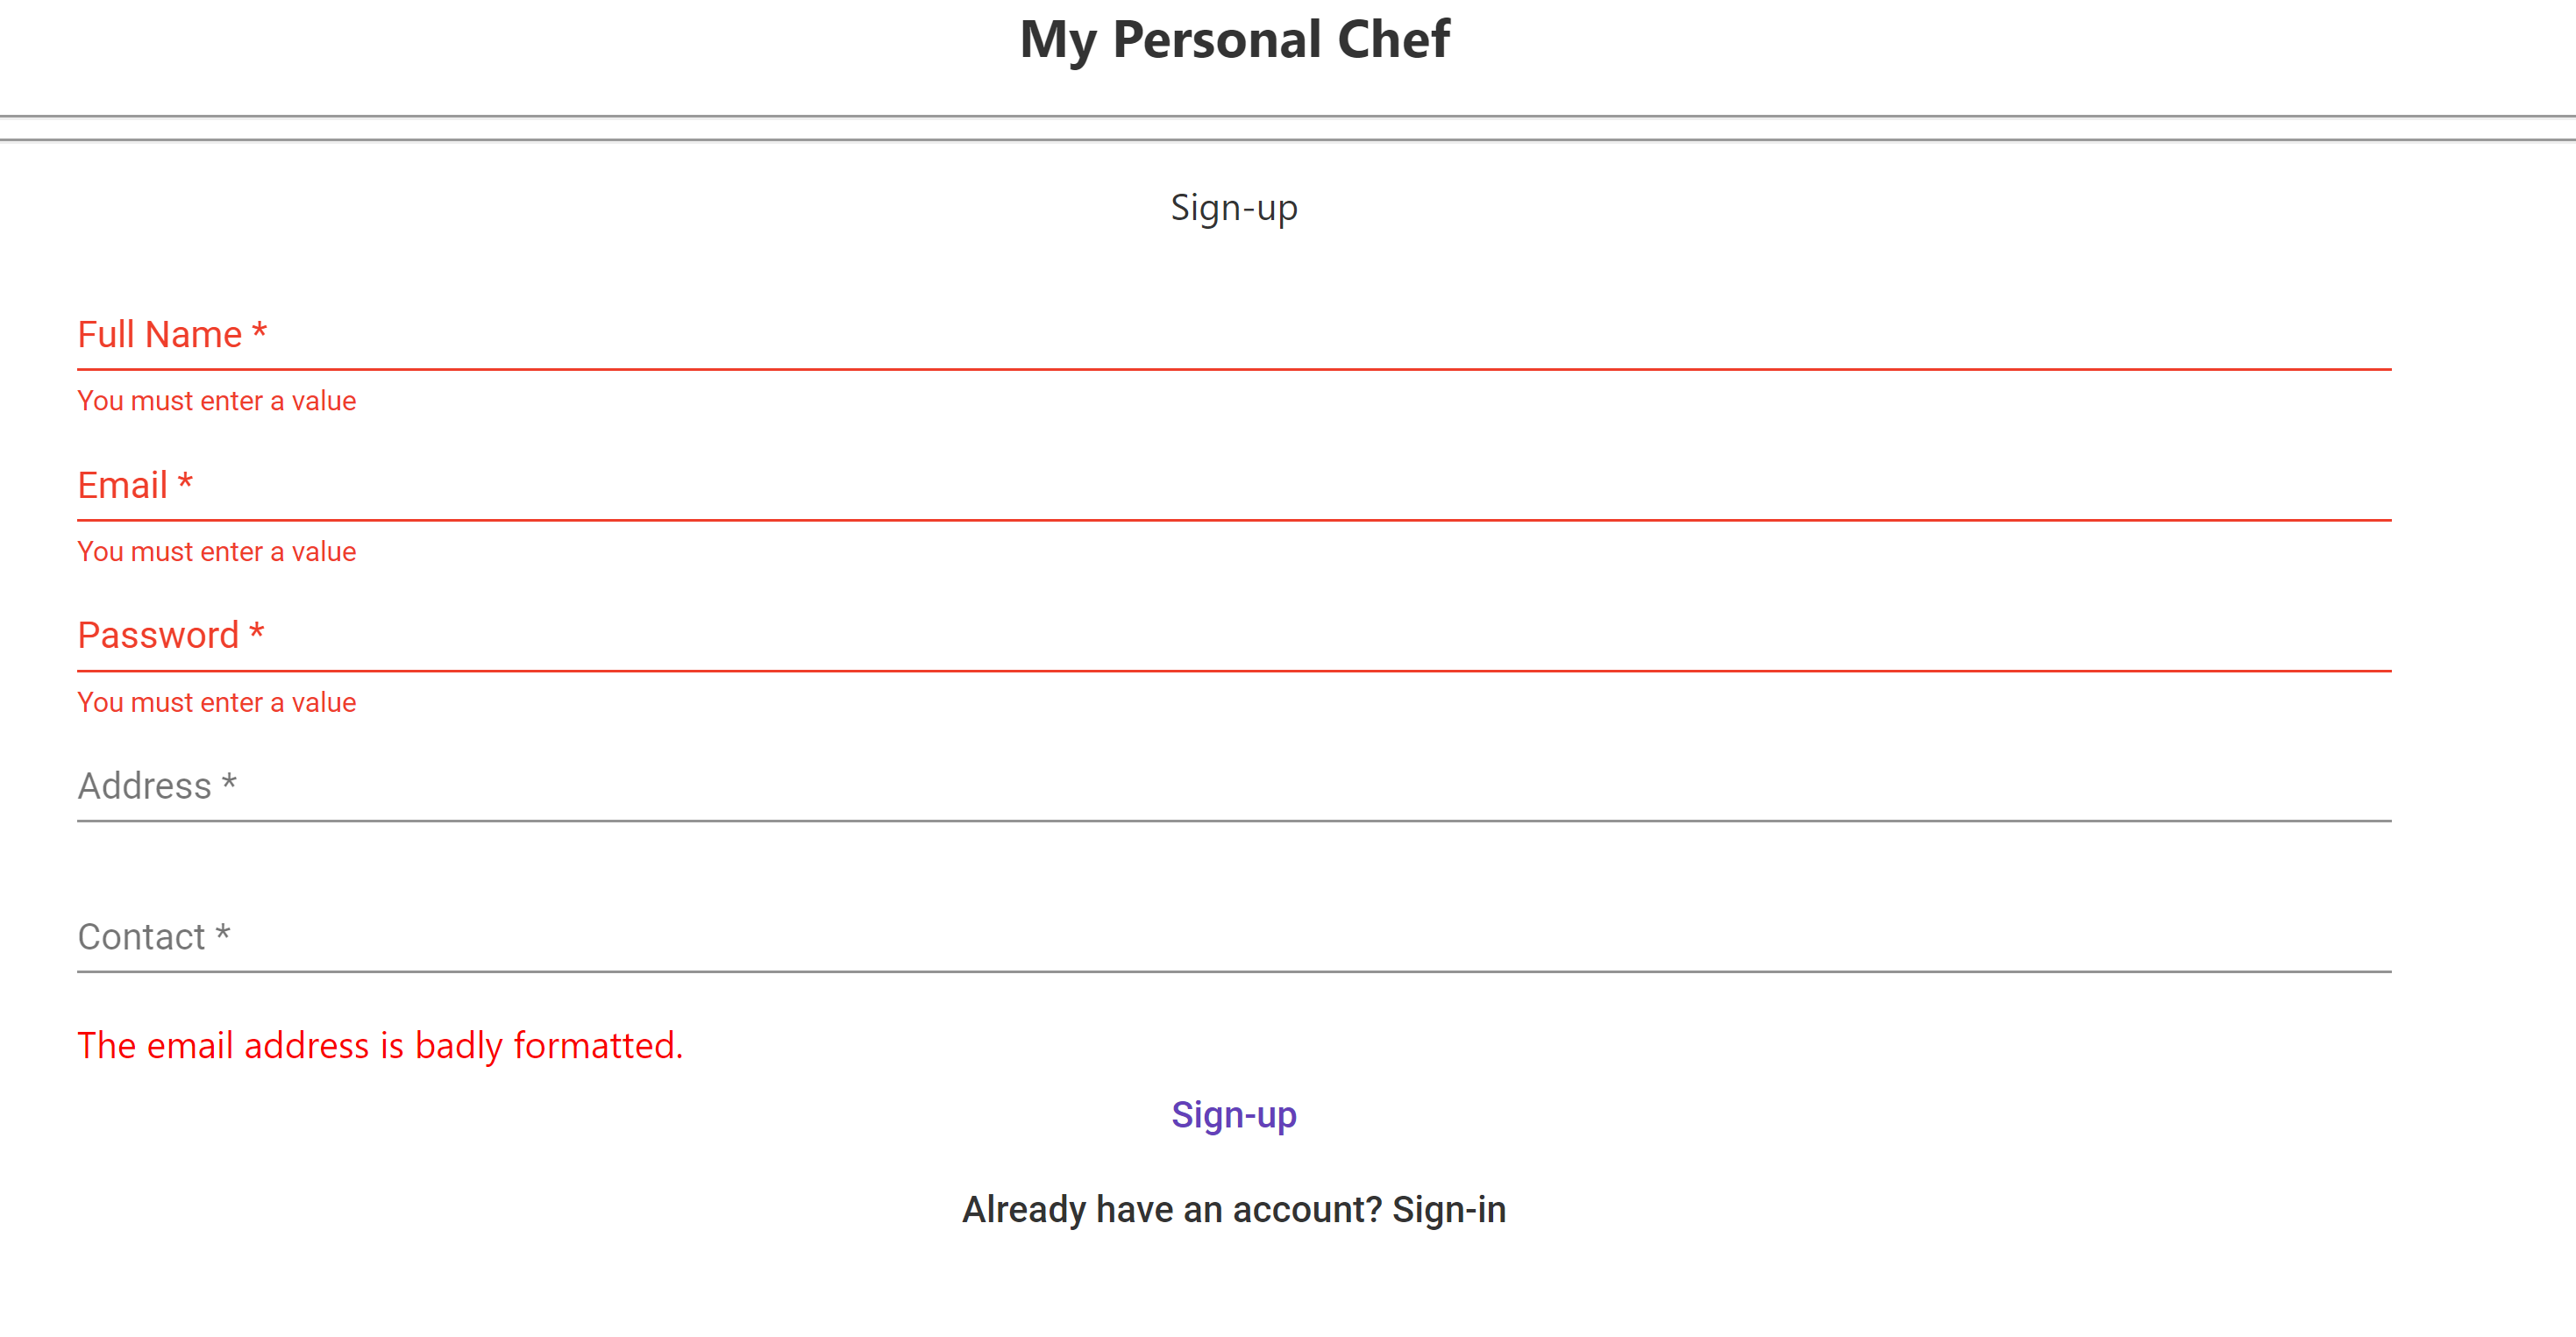 My Personal Chef
Sign-up
Full Name *
You must enter a value
Email *
You must enter a value
Password *
You must enter a value
Address *
Contact *
The email address is badly formatted.
Sign-up
Already have an account? Sign-in